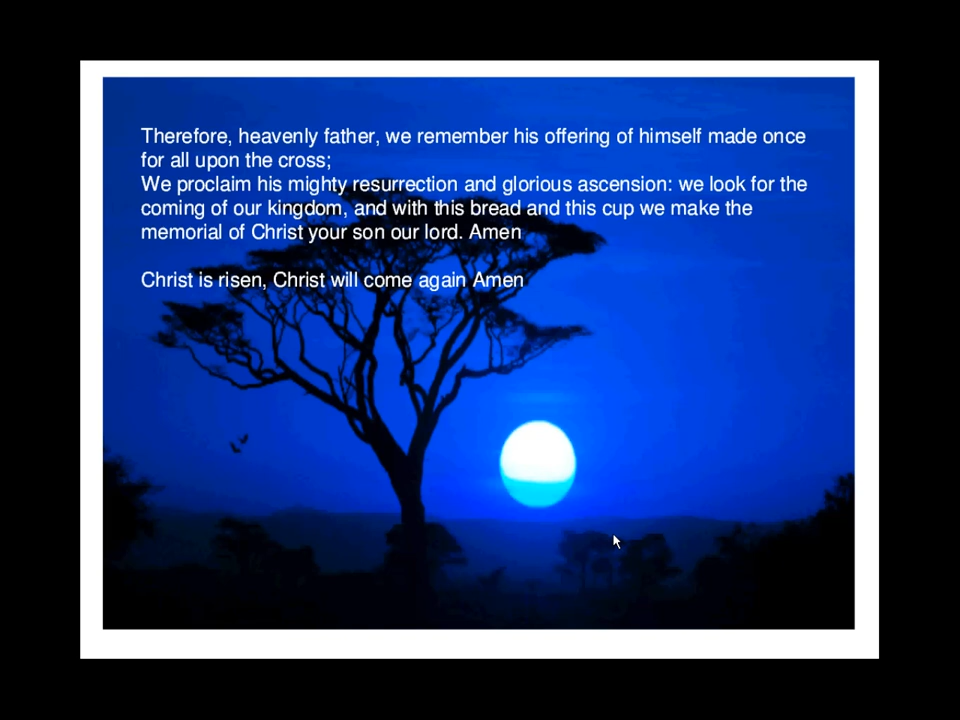 Therefore, heavenly father, we remember his offering of himself made once
for all upon the cross;
We proclaim his mighty resurrection and glorious ascension: we look for the
coming of our kingdom, and with this bread and this cup we make the
memorial of Christ your son our lord. Amen
Christ is risen, Christ will come again Amen